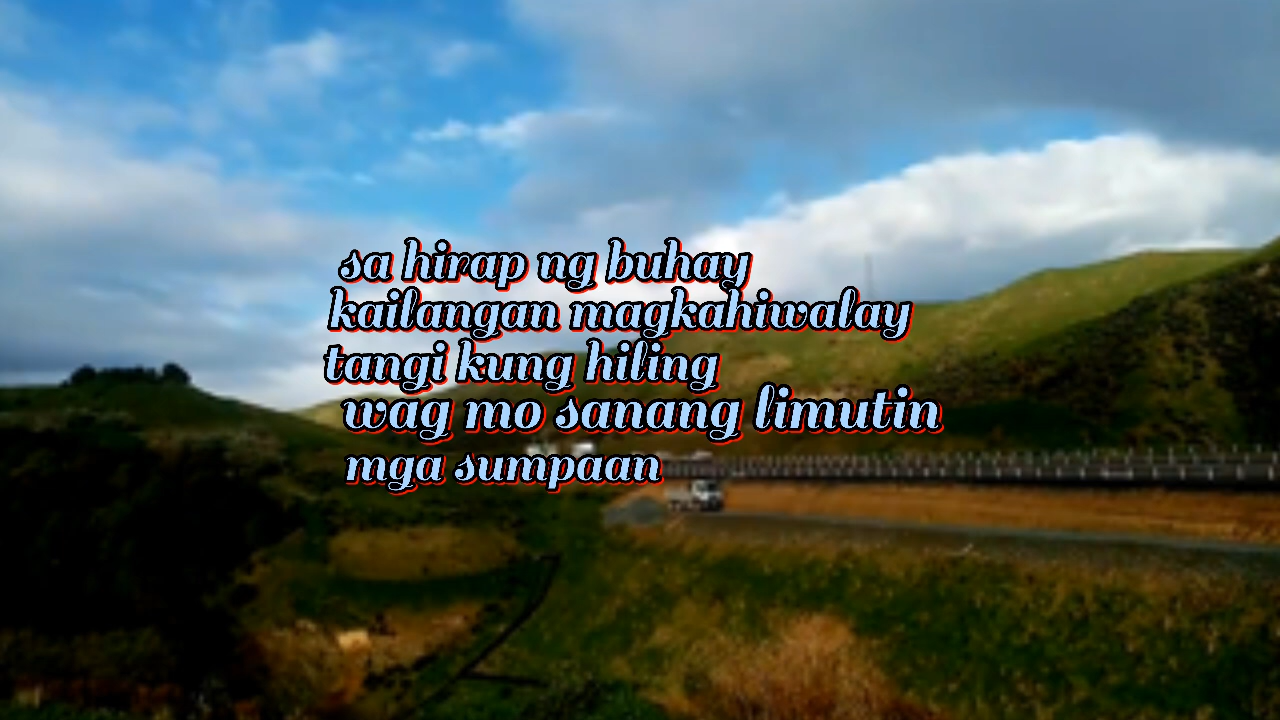 sa hirap ng buhay
kailangan magkahiwalay
tangi kung hiling
wag mo sanang limutin
mga sumpaan